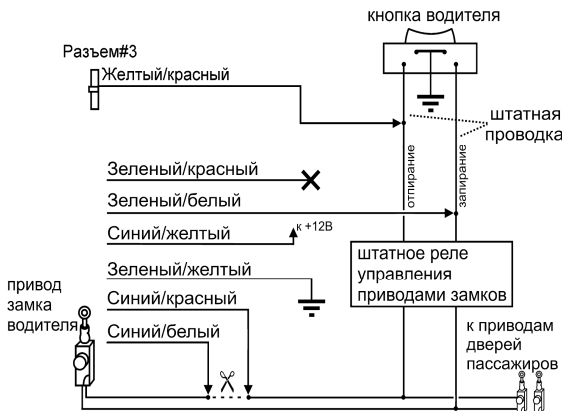 кнопка водителя
Разъем#3
Желтый/красный
штатная
проводка
Зеленый/красный
отпирание
запирание
Зеленый/белый
к +12В
Синий/желтый
штатное реле
управления
приводами замков
Зеленый/желтый
привод
замка
водителя
Синий/красный
Синий/белый
к приводам
дверей
пассажиров